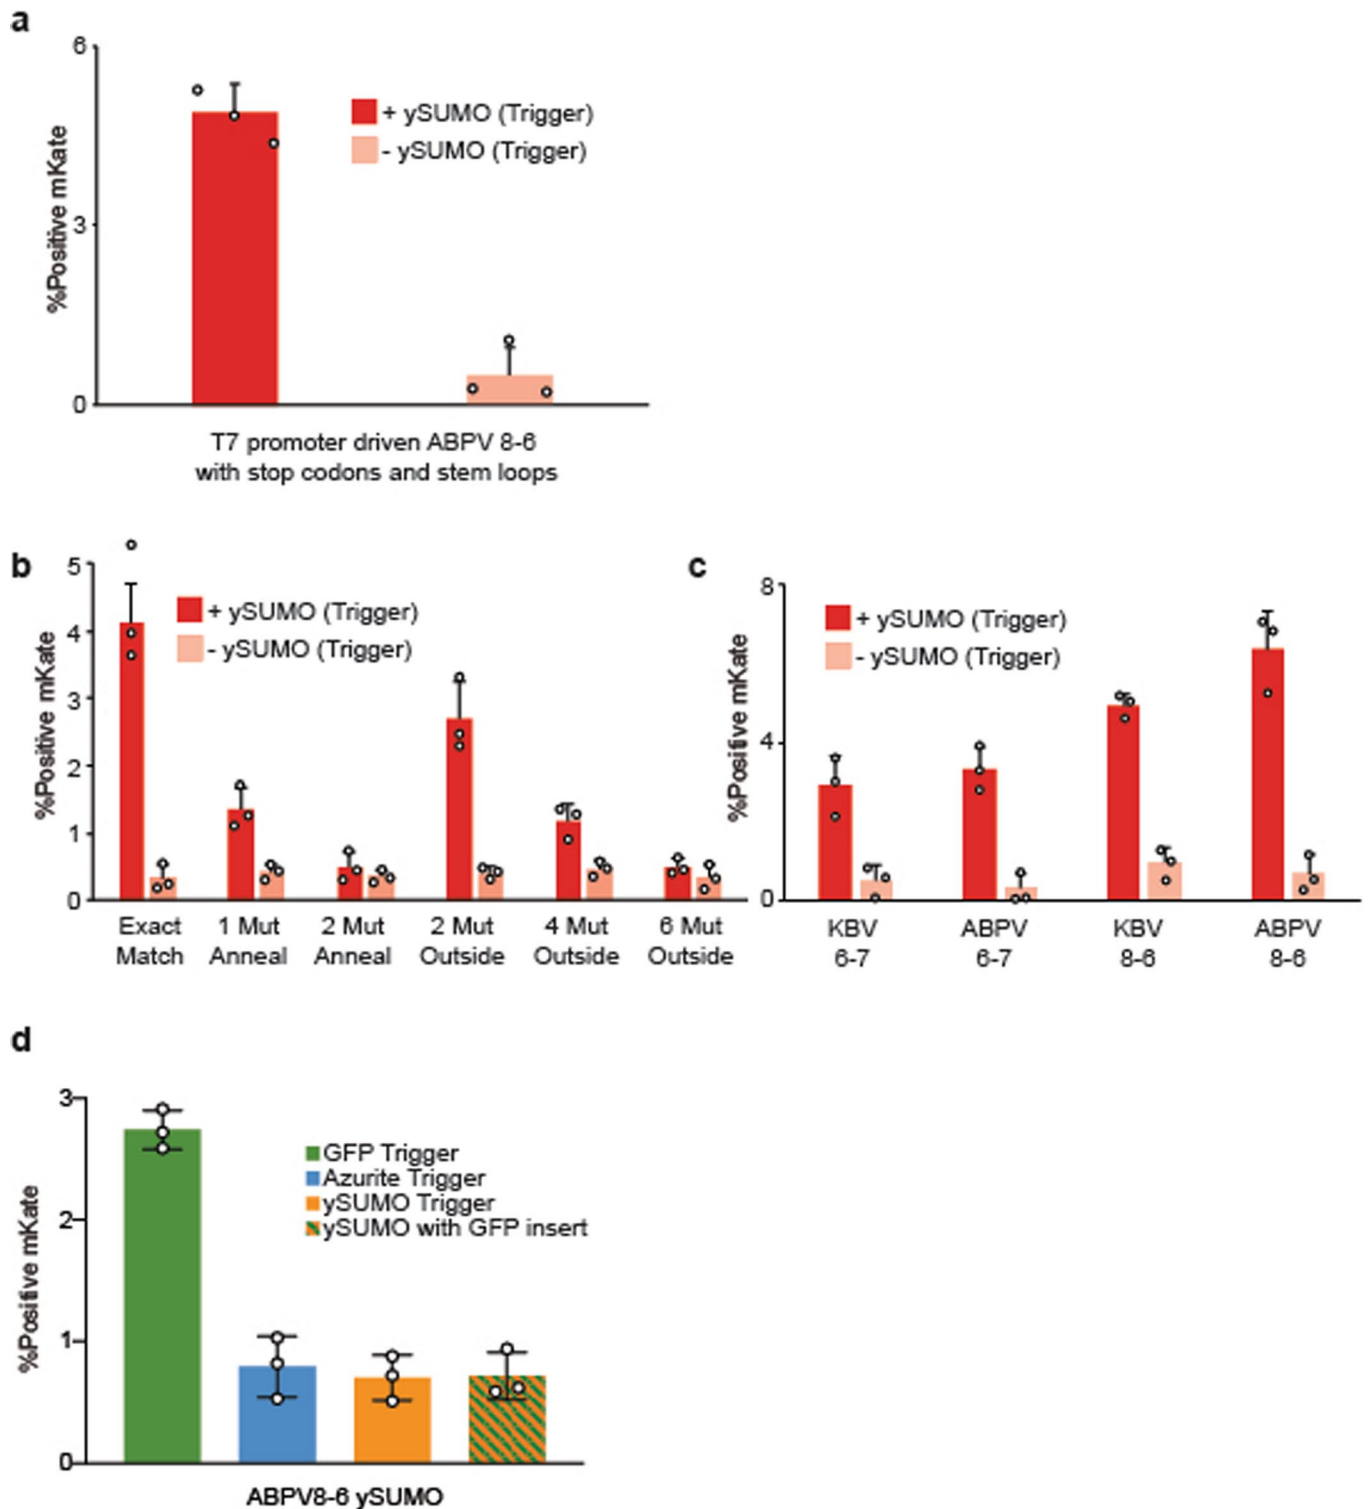 a
6
3
0
%Positive mKate
+ ySUMO (Trigger)
- ySUMO (Trigger)
T7 promoter driven ABPV 8-6
with stop codons and stem loops
b
5
4
3
2
1
0
%Positive mKate
+ ySUMO (Trigger)
- ySUMO (Trigger)
Exact Match
1 Mut Anneal
2 Mut Anneal
2 Mut Outside
4 Mut Outside
6 Mut Outside
c
8
4
0
%Positive mKate
+ ySUMO (Trigger)
- ySUMO (Trigger)
KBV 6-7
ABPV 6-7
KBV 8-6
ABPV 8-6
d
3
2
1
0
%Positive mKate
GFP Trigger
Azurite Trigger
ySUMO Trigger
ySUMO with GFP insert
ABPV8-6 ySUMO